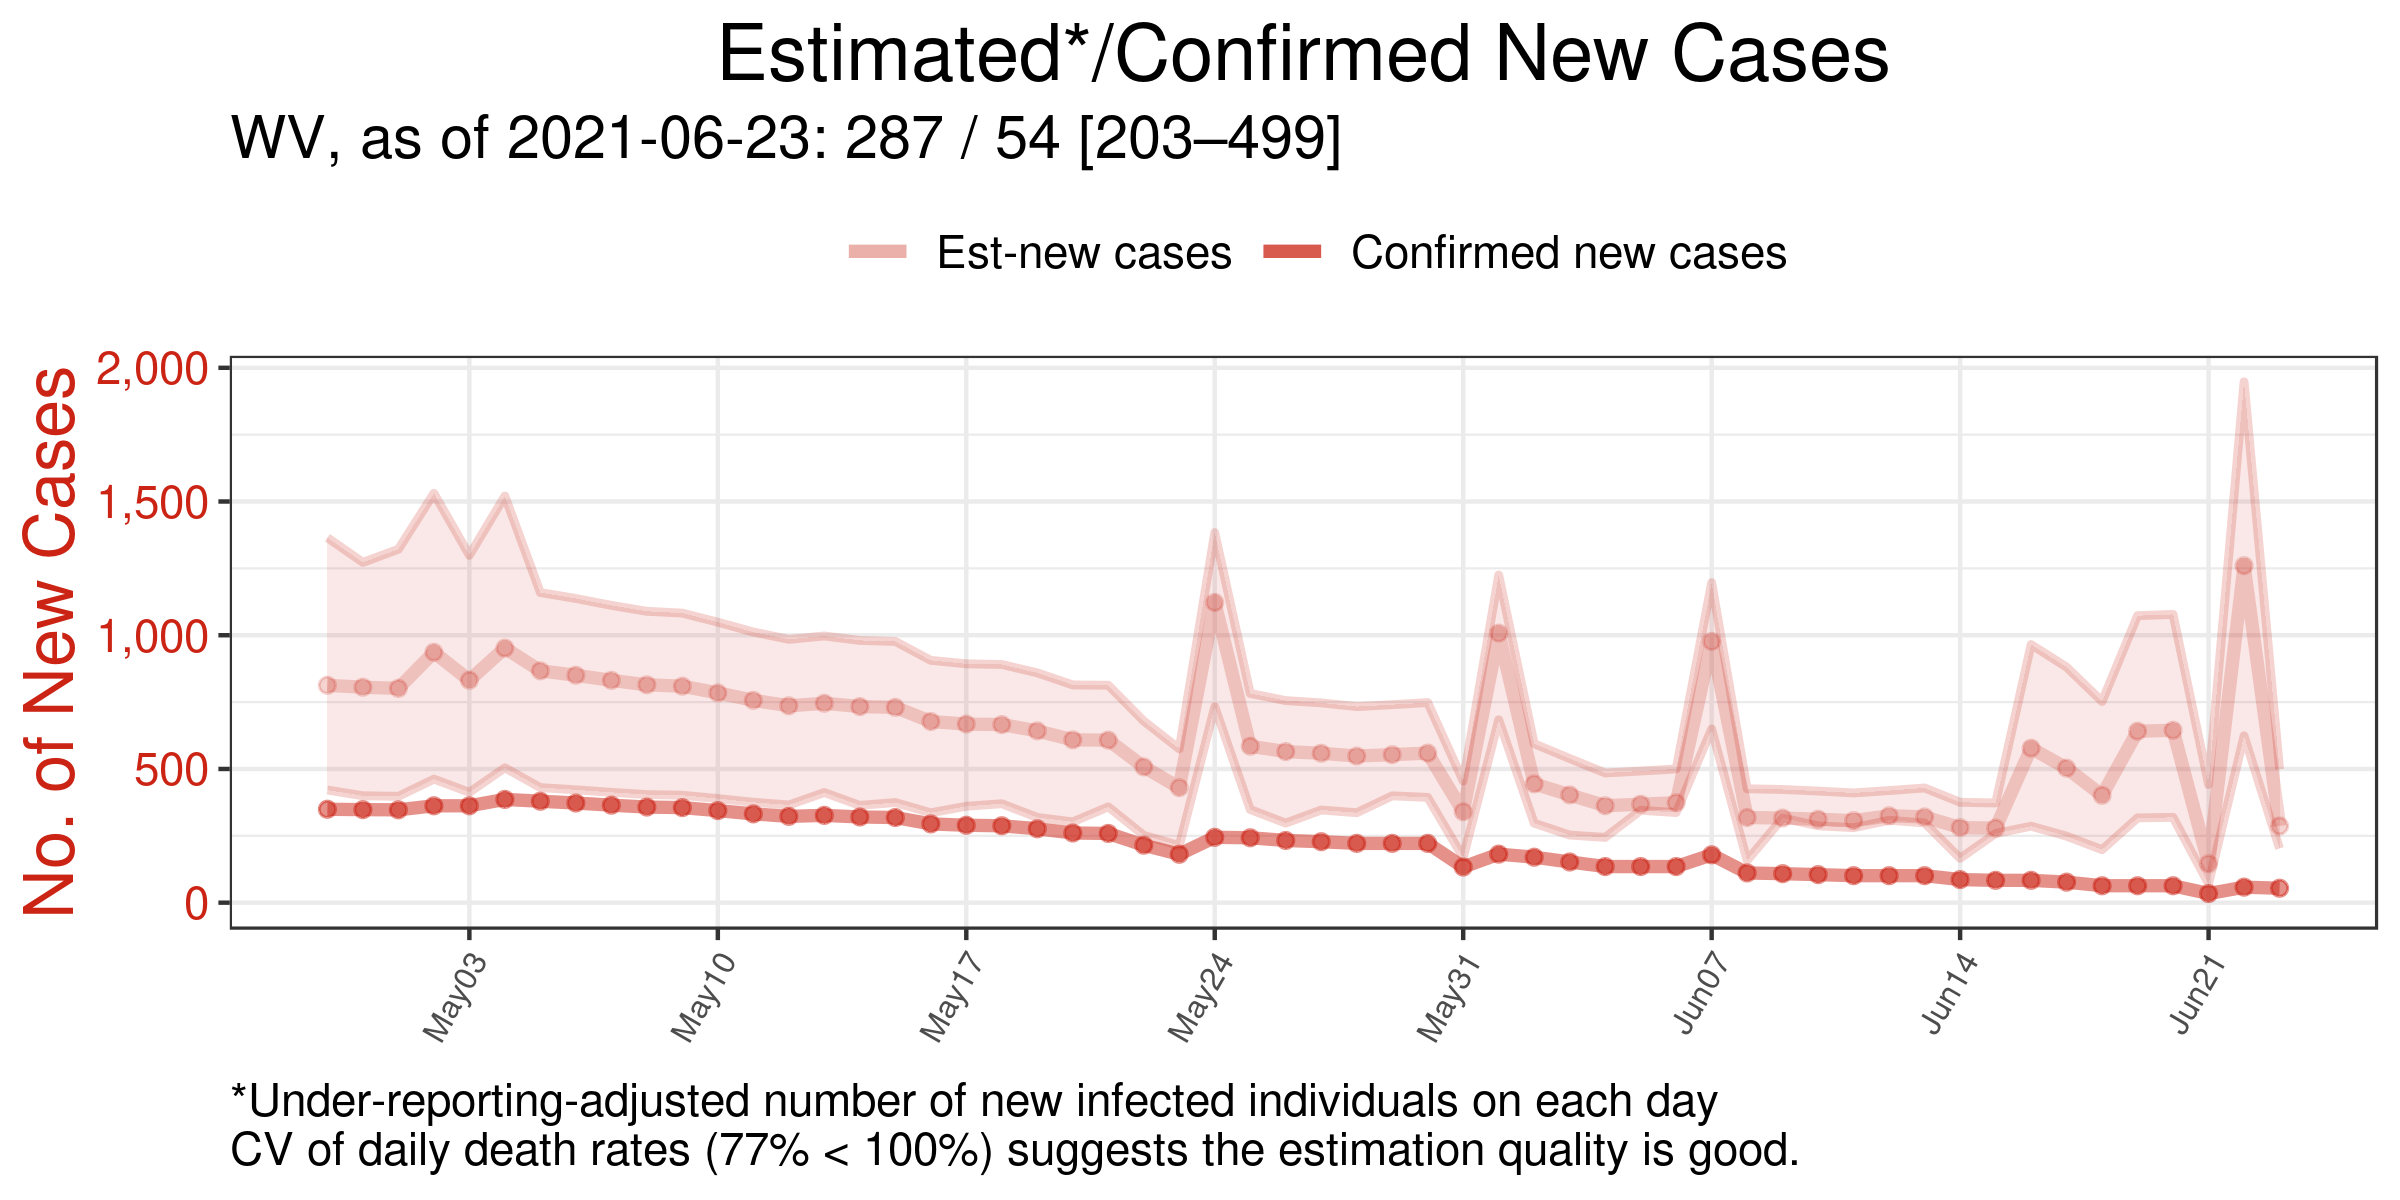 Estimated*/Confirmed New Cases
WV, as of 2021-06-23: 287 / 54 [203–499]
Est-new cases Confirmed new cases
No. of New Cases
2,000
1,500
1,000
500
0
May03 May10 May17 May24 May31 Jun07 Jun14 Jun21
*Under-reporting-adjusted number of new infected individuals on each day
CV of daily death rates (77% < 100%) suggests the estimation quality is good.